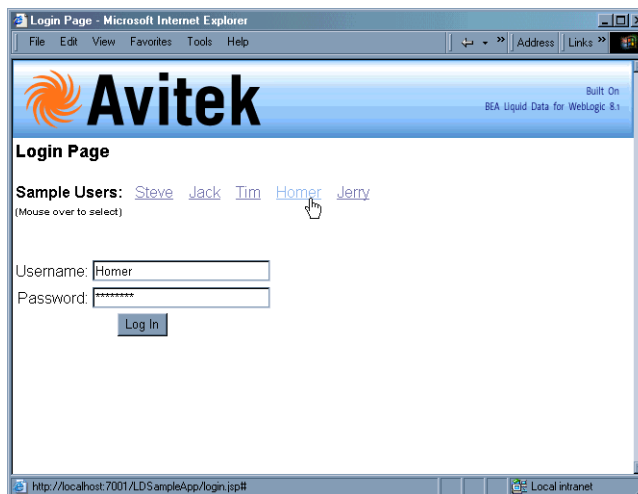 Login Page - Microsoft Internet Explorer
File Edit View Favorites Tools Help
Address Links
Avitek
Built On
BEA Liquid Data for WebLogic 8.1
Login Page
Sample Users: Steve Jack Tim Homer Jerry
(Mouse over to select)
Username: Homer
Password: ********
Log In
http://localhost:7001/LDSampleApp/login.jsp#
Local intranet